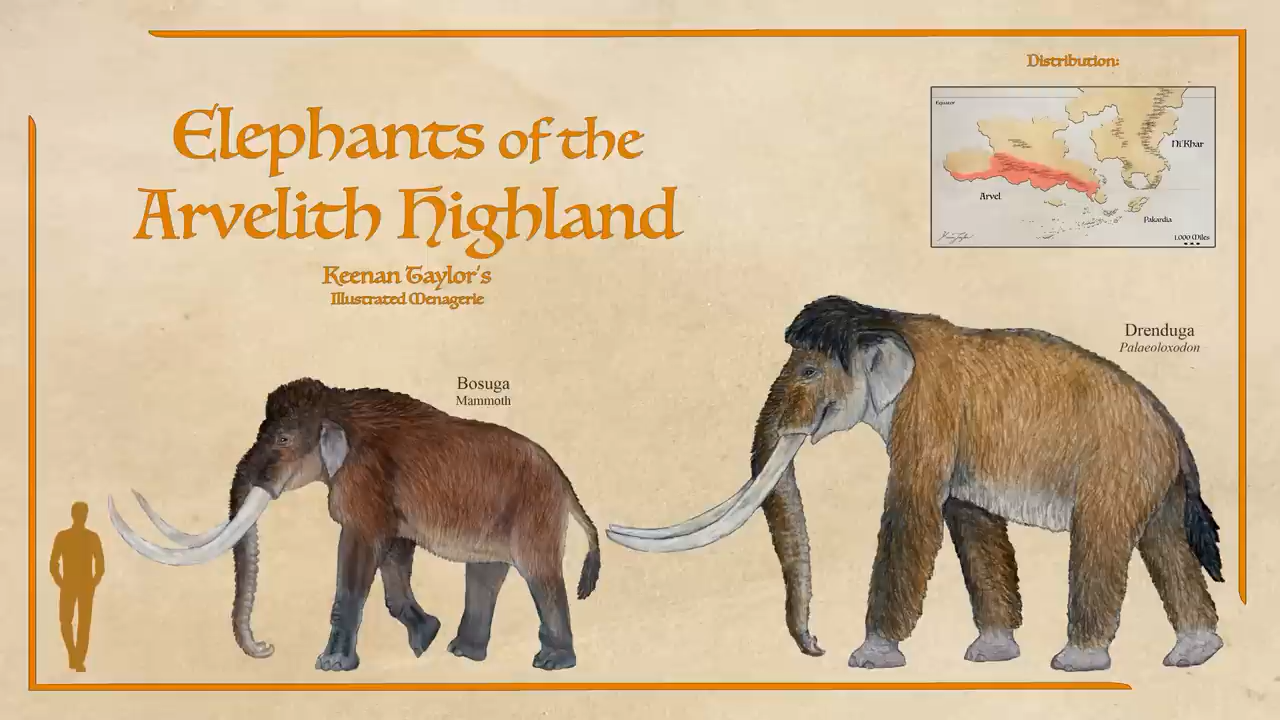 Elephants of the
Arvelith Highland
Keenan Taylor's
Illustrated Menagerie
Distribution:
Equator
Ni'Khar
Arvel
Pakardia
1,000 Miles
Bosuga
Mammoth
Drenduga
Palaeoloxodon